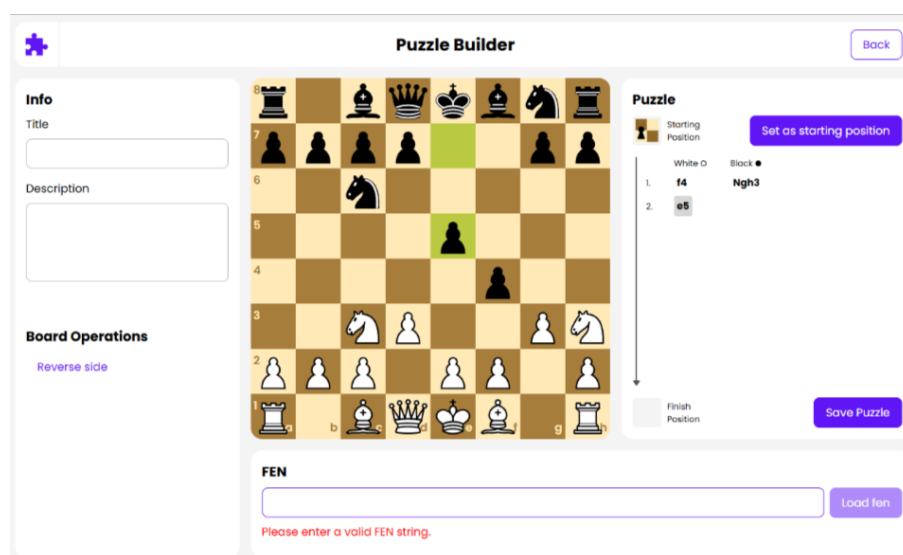 Puzzle Builder
Back
Info
Title
Description
Board Operations
Reverse side
8
7
6
5
4
3
2
1
a b c d e f g h
Puzzle
Starting
Position
Set as starting position
White Black
1. f4 Ngh3
2. e5
Finish
Position
Save Puzzle
FEN
Load fen
Please enter a valid FEN string.